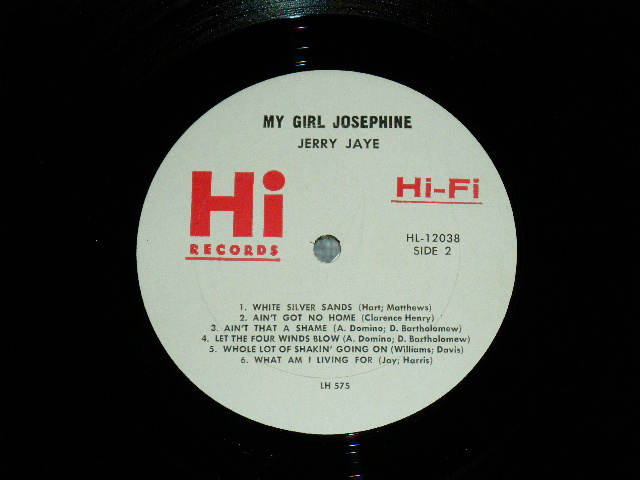 MY GIRL JOSEPHINE
JERRY JAYE
Hi
RECORDS
Hi-Fi
HL-12038
SIDE 2
1. WHITE SILVER SANDS (Hart; Matthews)
2. AIN'T GOT NO HOME (Clarence Henry)
3. AIN'T THAT A SHAME (A. Domino; D. Bartholomew)
4. LET THE FOUR WINDS BLOW (A. Domino; D. Bartholomew)
5. WHOLE LOT OF SHAKIN' GOING ON (Williams; Davis)
6. WHAT AM I LIVING FOR (Jay; Harris)
LH 575